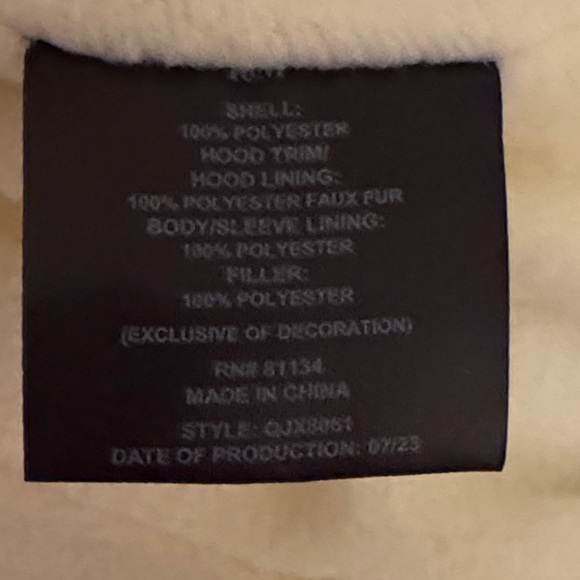 SHELL:
100% POLYESTER
HOOD TRIM/
HOOD LINING:
100% POLYESTER FAUX FUR
BODY/SLEEVE LINING:
100% POLYESTER
FILLER:
100% POLYESTER
(EXCLUSIVE OF DECORATION)
RN# 81134
MADE IN CHINA
STYLE: QJX8061
DATE OF PRODUCTION: 07/23